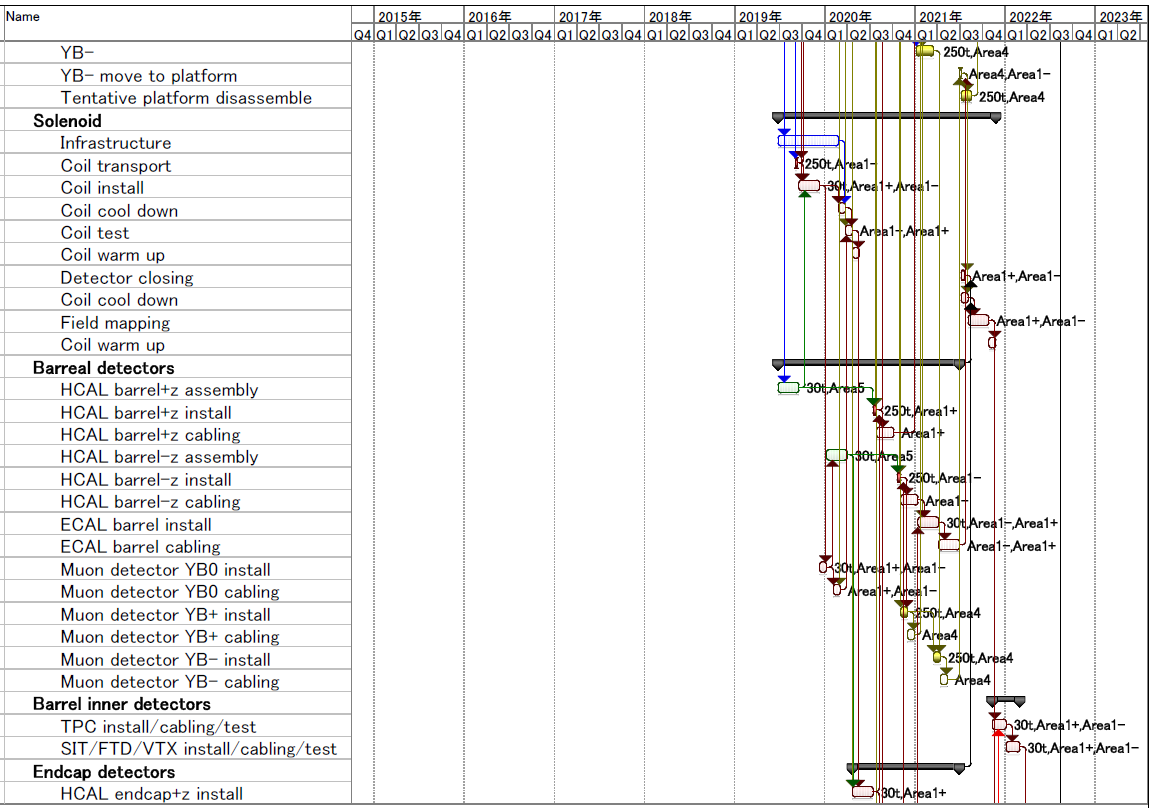 Name 2015年 2016年 2017年 2018年 2019年 2020年 2021年 2022年 2023年
Q4 Q1 Q2 Q3 Q4 Q1 Q2 Q3 Q4 Q1 Q2 Q3 Q4 Q1 Q2 Q3 Q4 Q1 Q2 Q3 Q4 Q1 Q2 Q3 Q4 Q1 Q2 Q3 Q4 Q1 Q2 Q3 Q4 Q1 Q2
YB- 250t,Area4
YB- move to platform Area4,Area1-
Tentative platform disassemble 250t,Area4
Solenoid
Infrastructure
Coil transport 250t,Area1-
Coil install 30t,Area1+,Area1-
Coil cool down
Coil test Area1-,Area1+
Coil warm up
Detector closing Area1+,Area1-
Coil cool down
Field mapping Area1+,Area1-
Coil warm up
Barreal detectors
HCAL barrel+z assembly 30t,Area5
HCAL barrel+z install 250t,Area1+
HCAL barrel+z cabling Area1+
HCAL barrel-z assembly 30t,Area5
HCAL barrel-z install 250t,Area1-
HCAL barrel-z cabling Area1-
ECAL barrel install 30t,Area1-,Area1+
ECAL barrel cabling Area1-,Area1+
Muon detector YB0 install 30t,Area1+,Area1-
Muon detector YB0 cabling Area1+,Area1-
Muon detector YB+ install 250t,Area4
Muon detector YB+ cabling Area4
Muon detector YB- install 250t,Area4
Muon detector YB- cabling Area4
Barrel inner detectors
TPC install/cabling/test 30t,Area1+,Area1-
SIT/FTD/VTX install/cabling/test 30t,Area1+,Area1-
Endcap detectors
HCAL endcap+z install 30t,Area1+